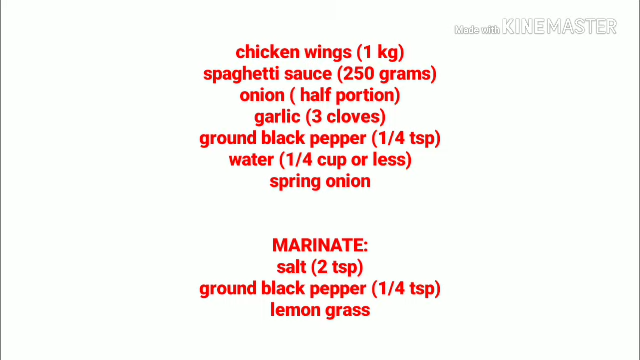 Made with KINEMASTER
chicken wings (1 kg)
spaghetti sauce (250 grams)
onion ( half portion)
garlic (3 cloves)
ground black pepper (1/4 tsp)
water (1/4 cup or less)
spring onion
MARINATE:
salt (2 tsp)
ground black pepper (1/4 tsp)
lemon grass